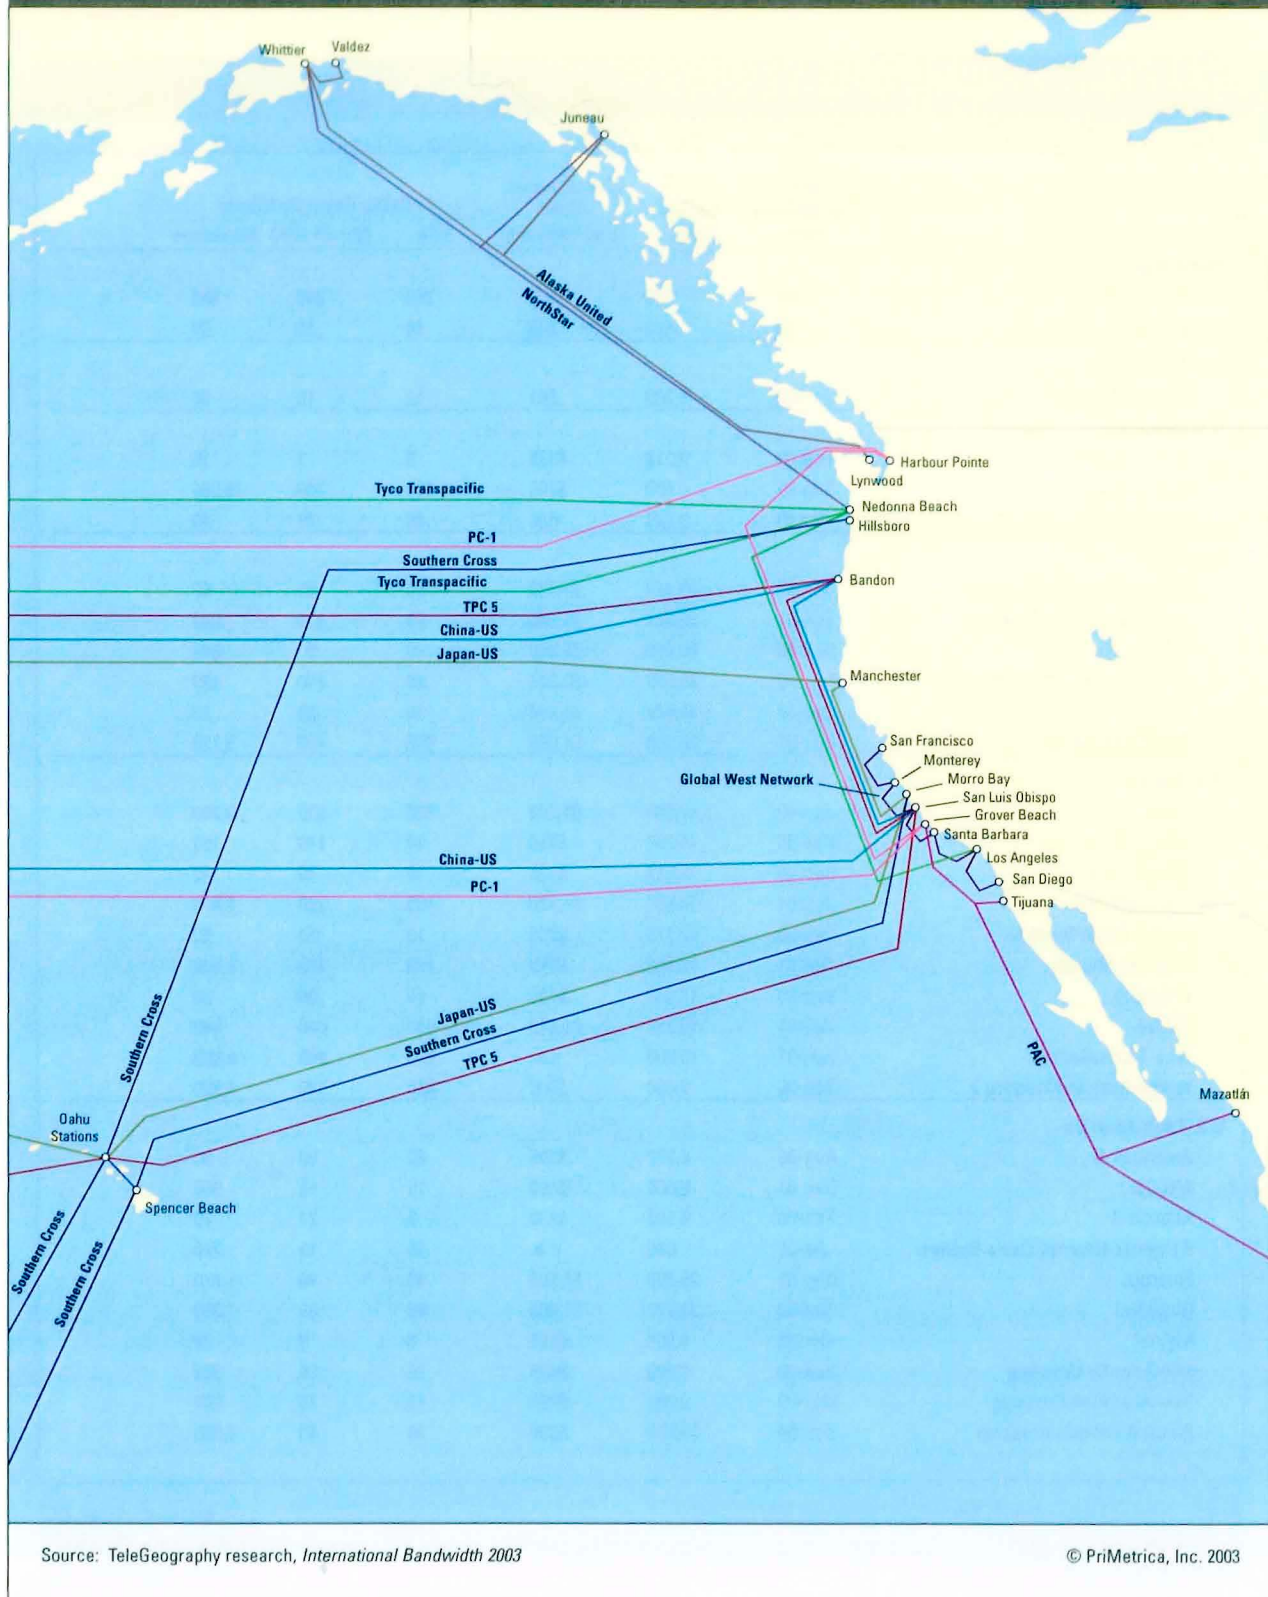 Whittier
Valdez
Juneau
Alaska United
NorthStar
Harbour Pointe
Lynwood
Tyco Transpacific
Nedonna Beach
Hillsboro
PC-1
Southern Cross
Tyco Transpacific
Bandon
TPC 5
China-US
Japan-US
Manchester
San Francisco
Monterey
Global West Network
Morro Bay
San Luis Obispo
Grover Beach
Santa Barbara
China-US
Los Angeles
PC-1
San Diego
Tijuana
Japan-US
Southern Cross
TPC 5
Southern Cross
PAC
Mazatlán
Oahu
Stations
Spencer Beach
Southern Cross
Southern Cross
Source: TeleGeography research, International Bandwidth 2003
© PriMetrica, Inc. 2003